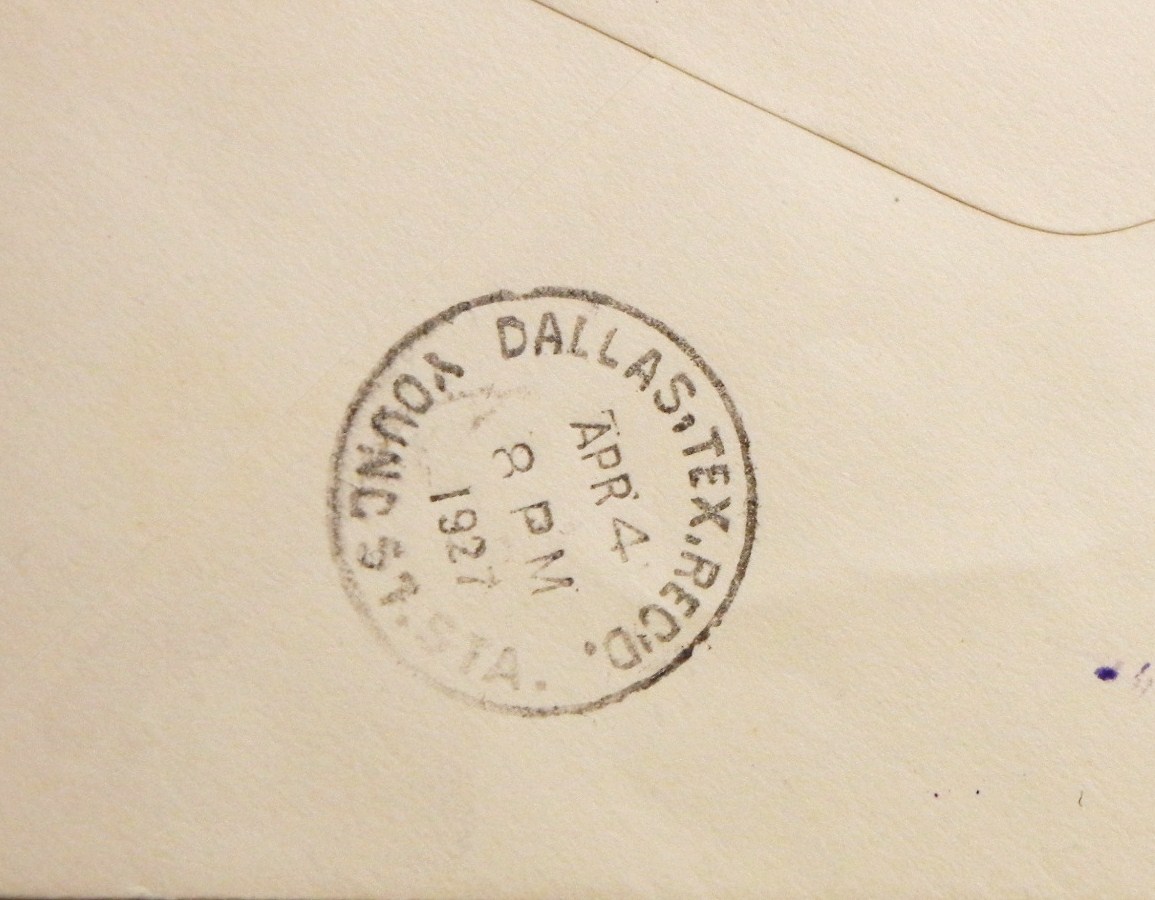 DALLAS, TEX. REC'D.
APR 4
8 PM
1927
YOUNG ST. STA.